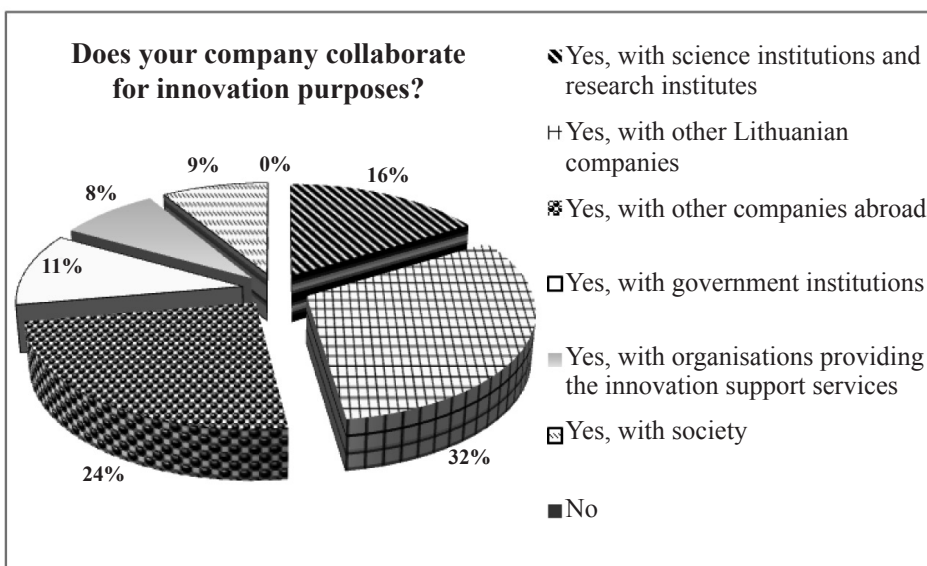 Does your company collaborate
for innovation purposes?
9%
0%
16%
8%
11%
24%
32%
Yes, with science institutions and
research institutes
Yes, with other Lithuanian
companies
Yes, with other companies abroad
Yes, with government institutions
Yes, with organisations providing
the innovation support services
Yes, with society
No